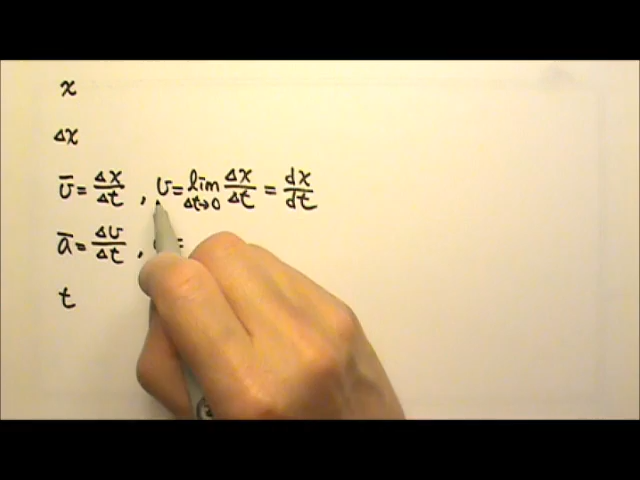 x
Δx
v̄ = Δx/Δt , v = lim Δt→0 Δx/Δt = dx/dt
ā = Δv/Δt , =
t